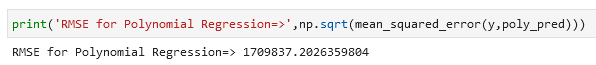 print('RMSE for Polynomial Regression=>',np.sqrt(mean_squared_error(y,poly_pred)))
RMSE for Polynomial Regression=> 1709837.2026359804